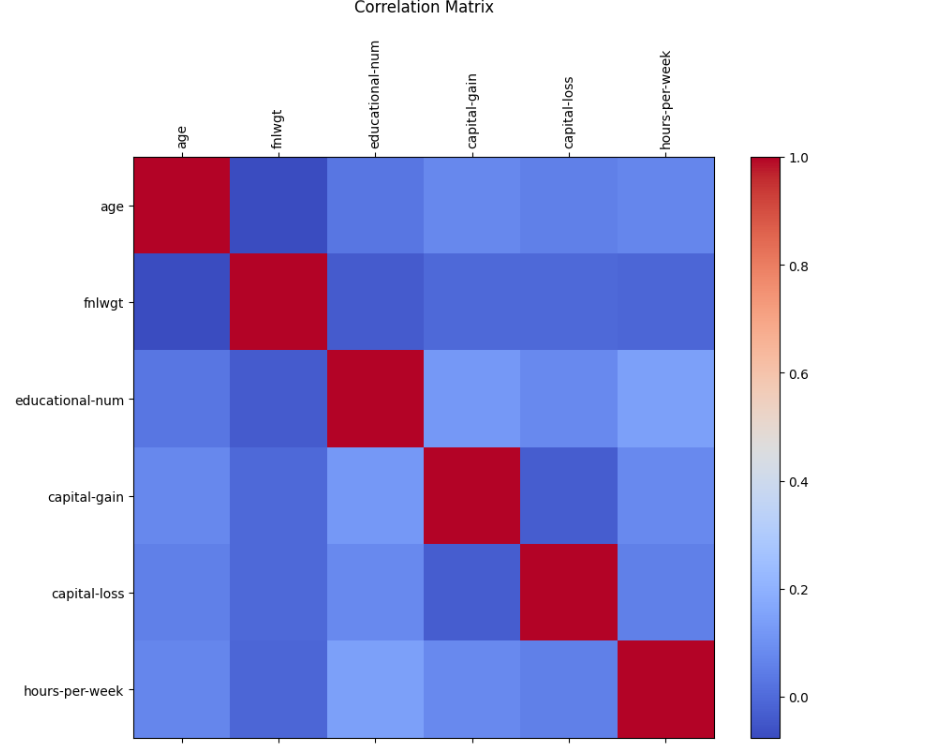 Correlation Matrix
age
fnlwgt
educational-num
capital-gain
capital-loss
hours-per-week
age
fnlwgt
educational-num
capital-gain
capital-loss
hours-per-week
1.0
0.8
0.6
0.4
0.2
0.0